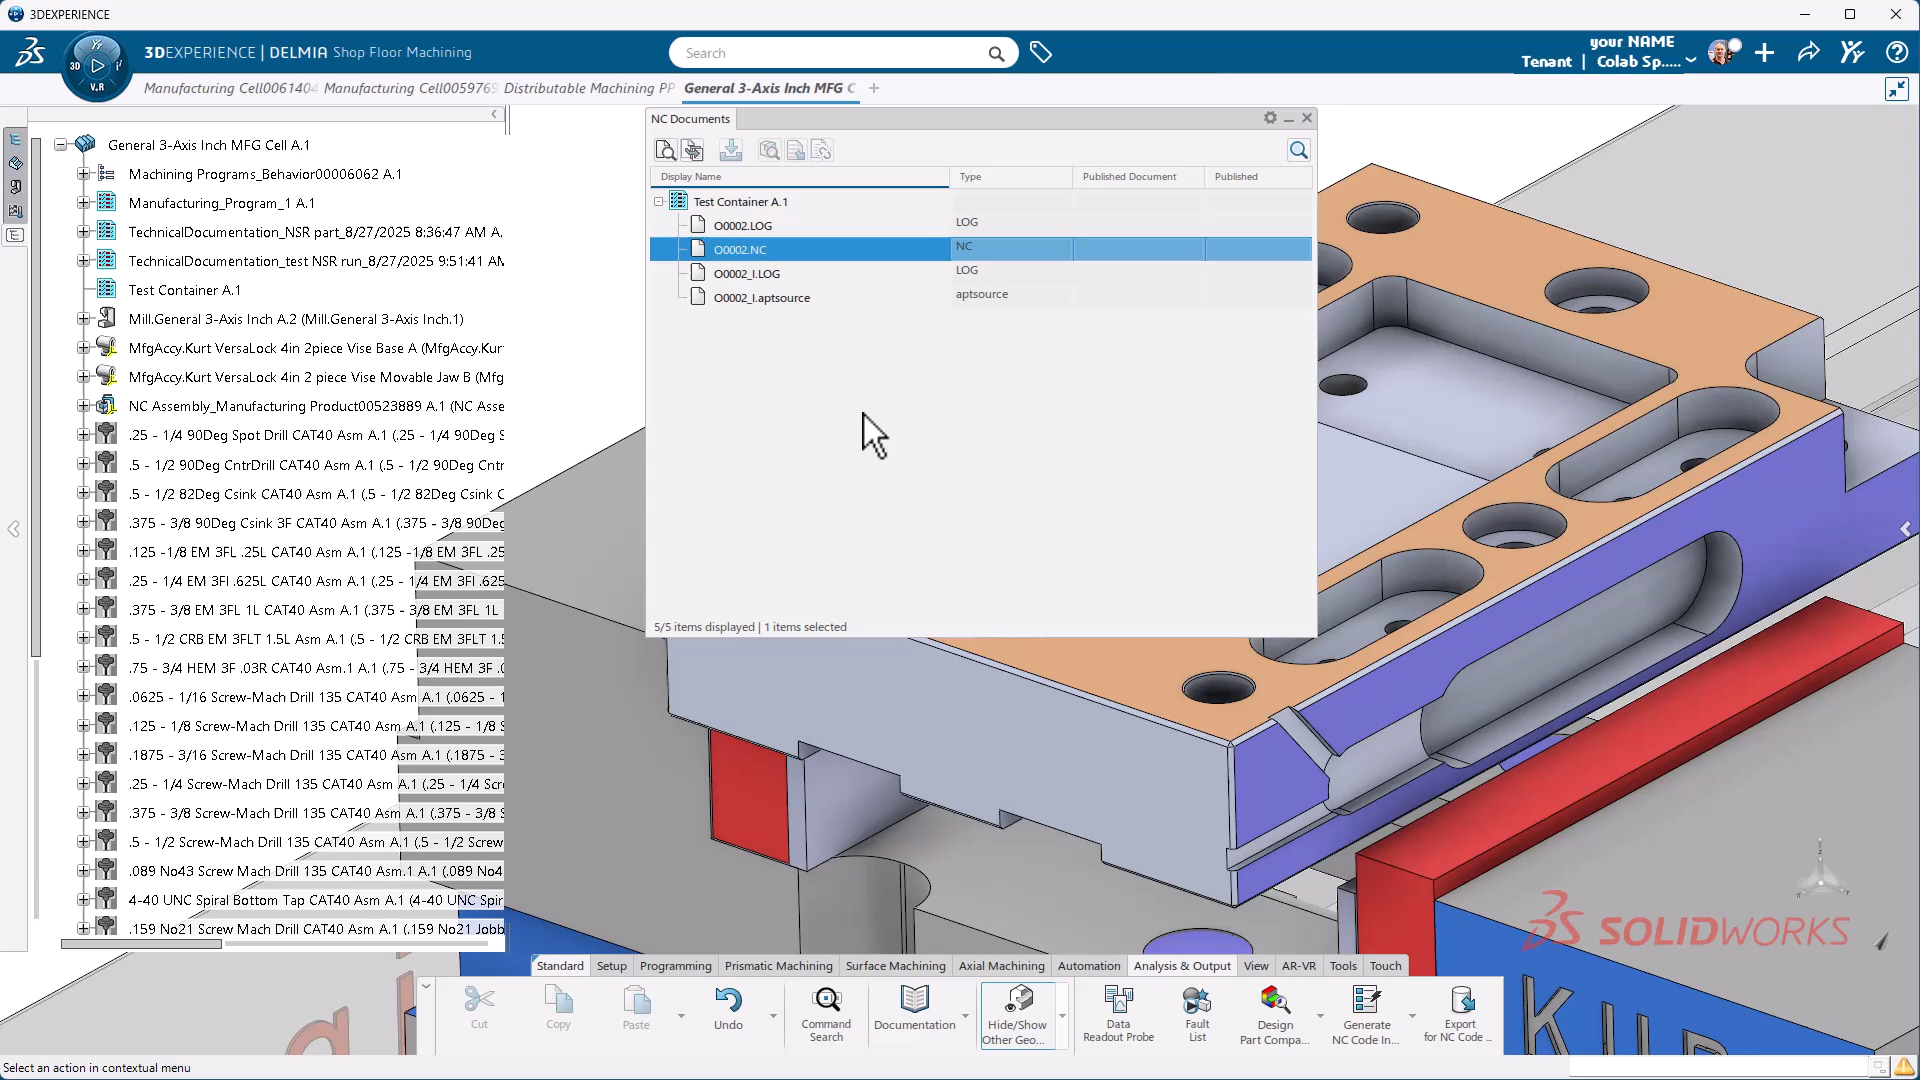 3DEXPERIENCE
3DEXPERIENCE | DELMIA Shop Floor Machining
Search
your NAME
Tenant | Colab Sp.....
3D
V.R
Manufacturing Cell0061404
Manufacturing Cell0059769
Distributable Machining PP
General 3-Axis Inch MFG C
General 3-Axis Inch MFG Cell A.1
Machining Programs_Behavior00006062 A.1
Manufacturing_Program_1 A.1
TechnicalDocumentation_NSR part_8/27/2025 8:36:47 AM A.
TechnicalDocumentation_test NSR run_8/27/2025 9:51:41 AM
Test Container A.1
Mill.General 3-Axis Inch A.2 (Mill.General 3-Axis Inch.1)
MfgAccy.Kurt VersaLock 4in 2piece Vise Base A (MfgAccy.Kur
MfgAccy.Kurt VersaLock 4in 2 piece Vise Movable Jaw B (Mfg
NC Assembly_Manufacturing Product00523889 A.1 (NC Asse
.25 - 1/4 90Deg Spot Drill CAT40 Asm A.1 (.25 - 1/4 90Deg S
.5 - 1/2 90Deg CntrDrill CAT40 Asm A.1 (.5 - 1/2 90Deg Cntr
.5 - 1/2 82Deg Csink CAT40 Asm A.1 (.5 - 1/2 82Deg Csink C
.375 - 3/8 90Deg Csink 3F CAT40 Asm A.1 (.375 - 3/8 90Deg
.125 -1/8 EM 3FL .25L CAT40 Asm A.1 (.125 -1/8 EM 3FL .25
.25 - 1/4 EM 3Fl .625L CAT40 Asm A.1 (.25 - 1/4 EM 3Fl .625
.375 - 3/8 EM 3FL 1L CAT40 Asm A.1 (.375 - 3/8 EM 3FL 1L
.5 - 1/2 CRB EM 3FLT 1.5L Asm A.1 (.5 - 1/2 CRB EM 3FLT 1.5
.75 - 3/4 HEM 3F .03R CAT40 Asm.1 A.1 (.75 - 3/4 HEM 3F .0
.0625 - 1/16 Screw-Mach Drill 135 CAT40 Asm A.1 (.0625 - 1
.125 - 1/8 Screw-Mach Drill 135 CAT40 Asm A.1 (.125 - 1/8 S
.1875 - 3/16 Screw-Mach Drill 135 CAT40 Asm A.1 (.1875 - 3
.25 - 1/4 Screw-Mach Drill 135 CAT40 Asm A.1 (.25 - 1/4 Scr
.375 - 3/8 Screw-Mach Drill 135 CAT40 Asm A.1 (.375 - 3/8 S
.5 - 1/2 Screw-Mach Drill 135 CAT40 Asm A.1 (.5 - 1/2 Screw
.089 No43 Screw Mach Drill 135 CAT40 Asm.1 A.1 (.089 No4
4-40 UNC Spiral Bottom Tap CAT40 Asm A.1 (4-40 UNC Spir
.159 No21 Screw Mach Drill CAT40 Asm A.1 (.159 No21 Jobb
NC Documents
Display Name Type Published Document Published
Test Container A.1
O0002.LOG LOG
O0002.NC NC
O0002_I.LOG LOG
O0002_I.aptsource aptsource
5/5 items displayed | 1 items selected
SOLIDWORKS
KUR
Standard Setup Programming Prismatic Machining Surface Machining Axial Machining Automation Analysis & Output View AR-VR Tools Touch
Cut
Copy
Paste
Undo
Command Search
Documentation
Hide/Show Other Geo...
Data Readout Probe
Fault List
Design Part Compa...
Generate NC Code In...
Export for NC Code ...
Select an action in contextual menu